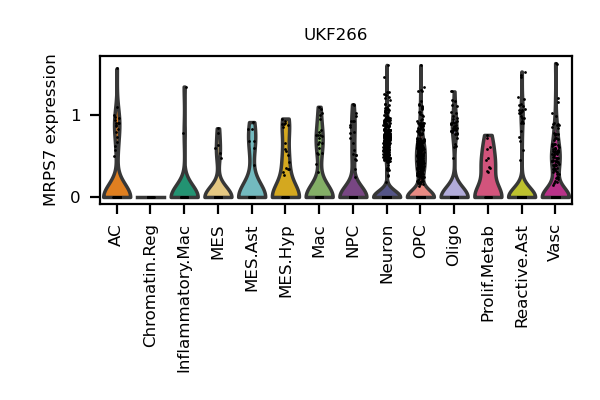 UKF266
MRPS7 expression
1
0
AC
Chromatin.Reg
Inflammatory.Mac
MES
MES.Ast
MES.Hyp
Mac
NPC
Neuron
OPC
Oligo
Prolif.Metab
Reactive.Ast
Vasc